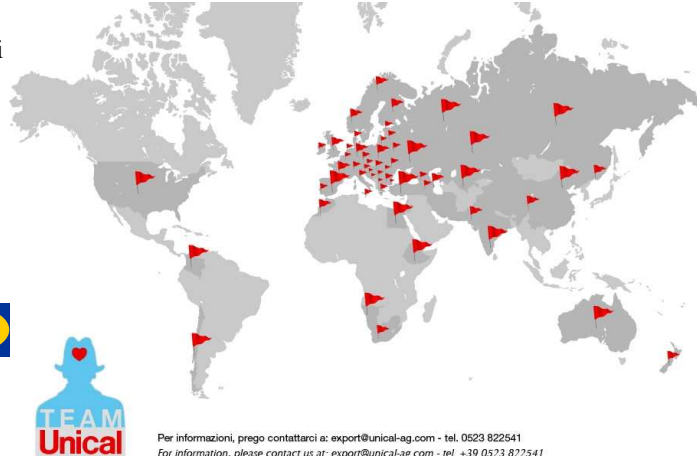 i
TEAM
Unical
Per informazioni, prego contattarci a: export@unical-ag.com - tel. 0523 822541
For information, please contact us at: export@unical-ag.com - tel. +39 0523 822541